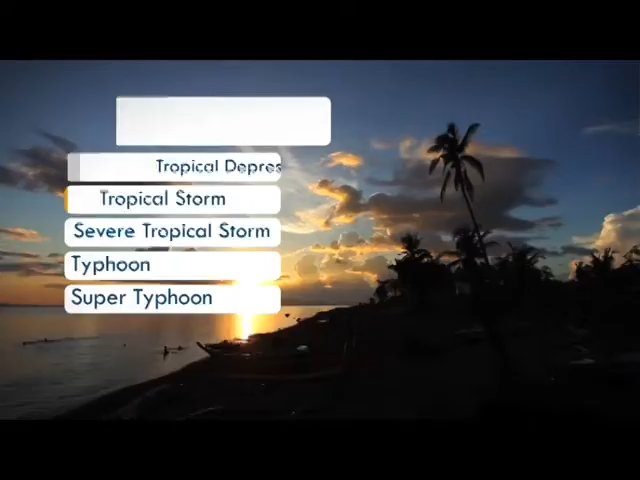 Tropical Depres
Tropical Storm
Severe Tropical Storm
Typhoon
Super Typhoon